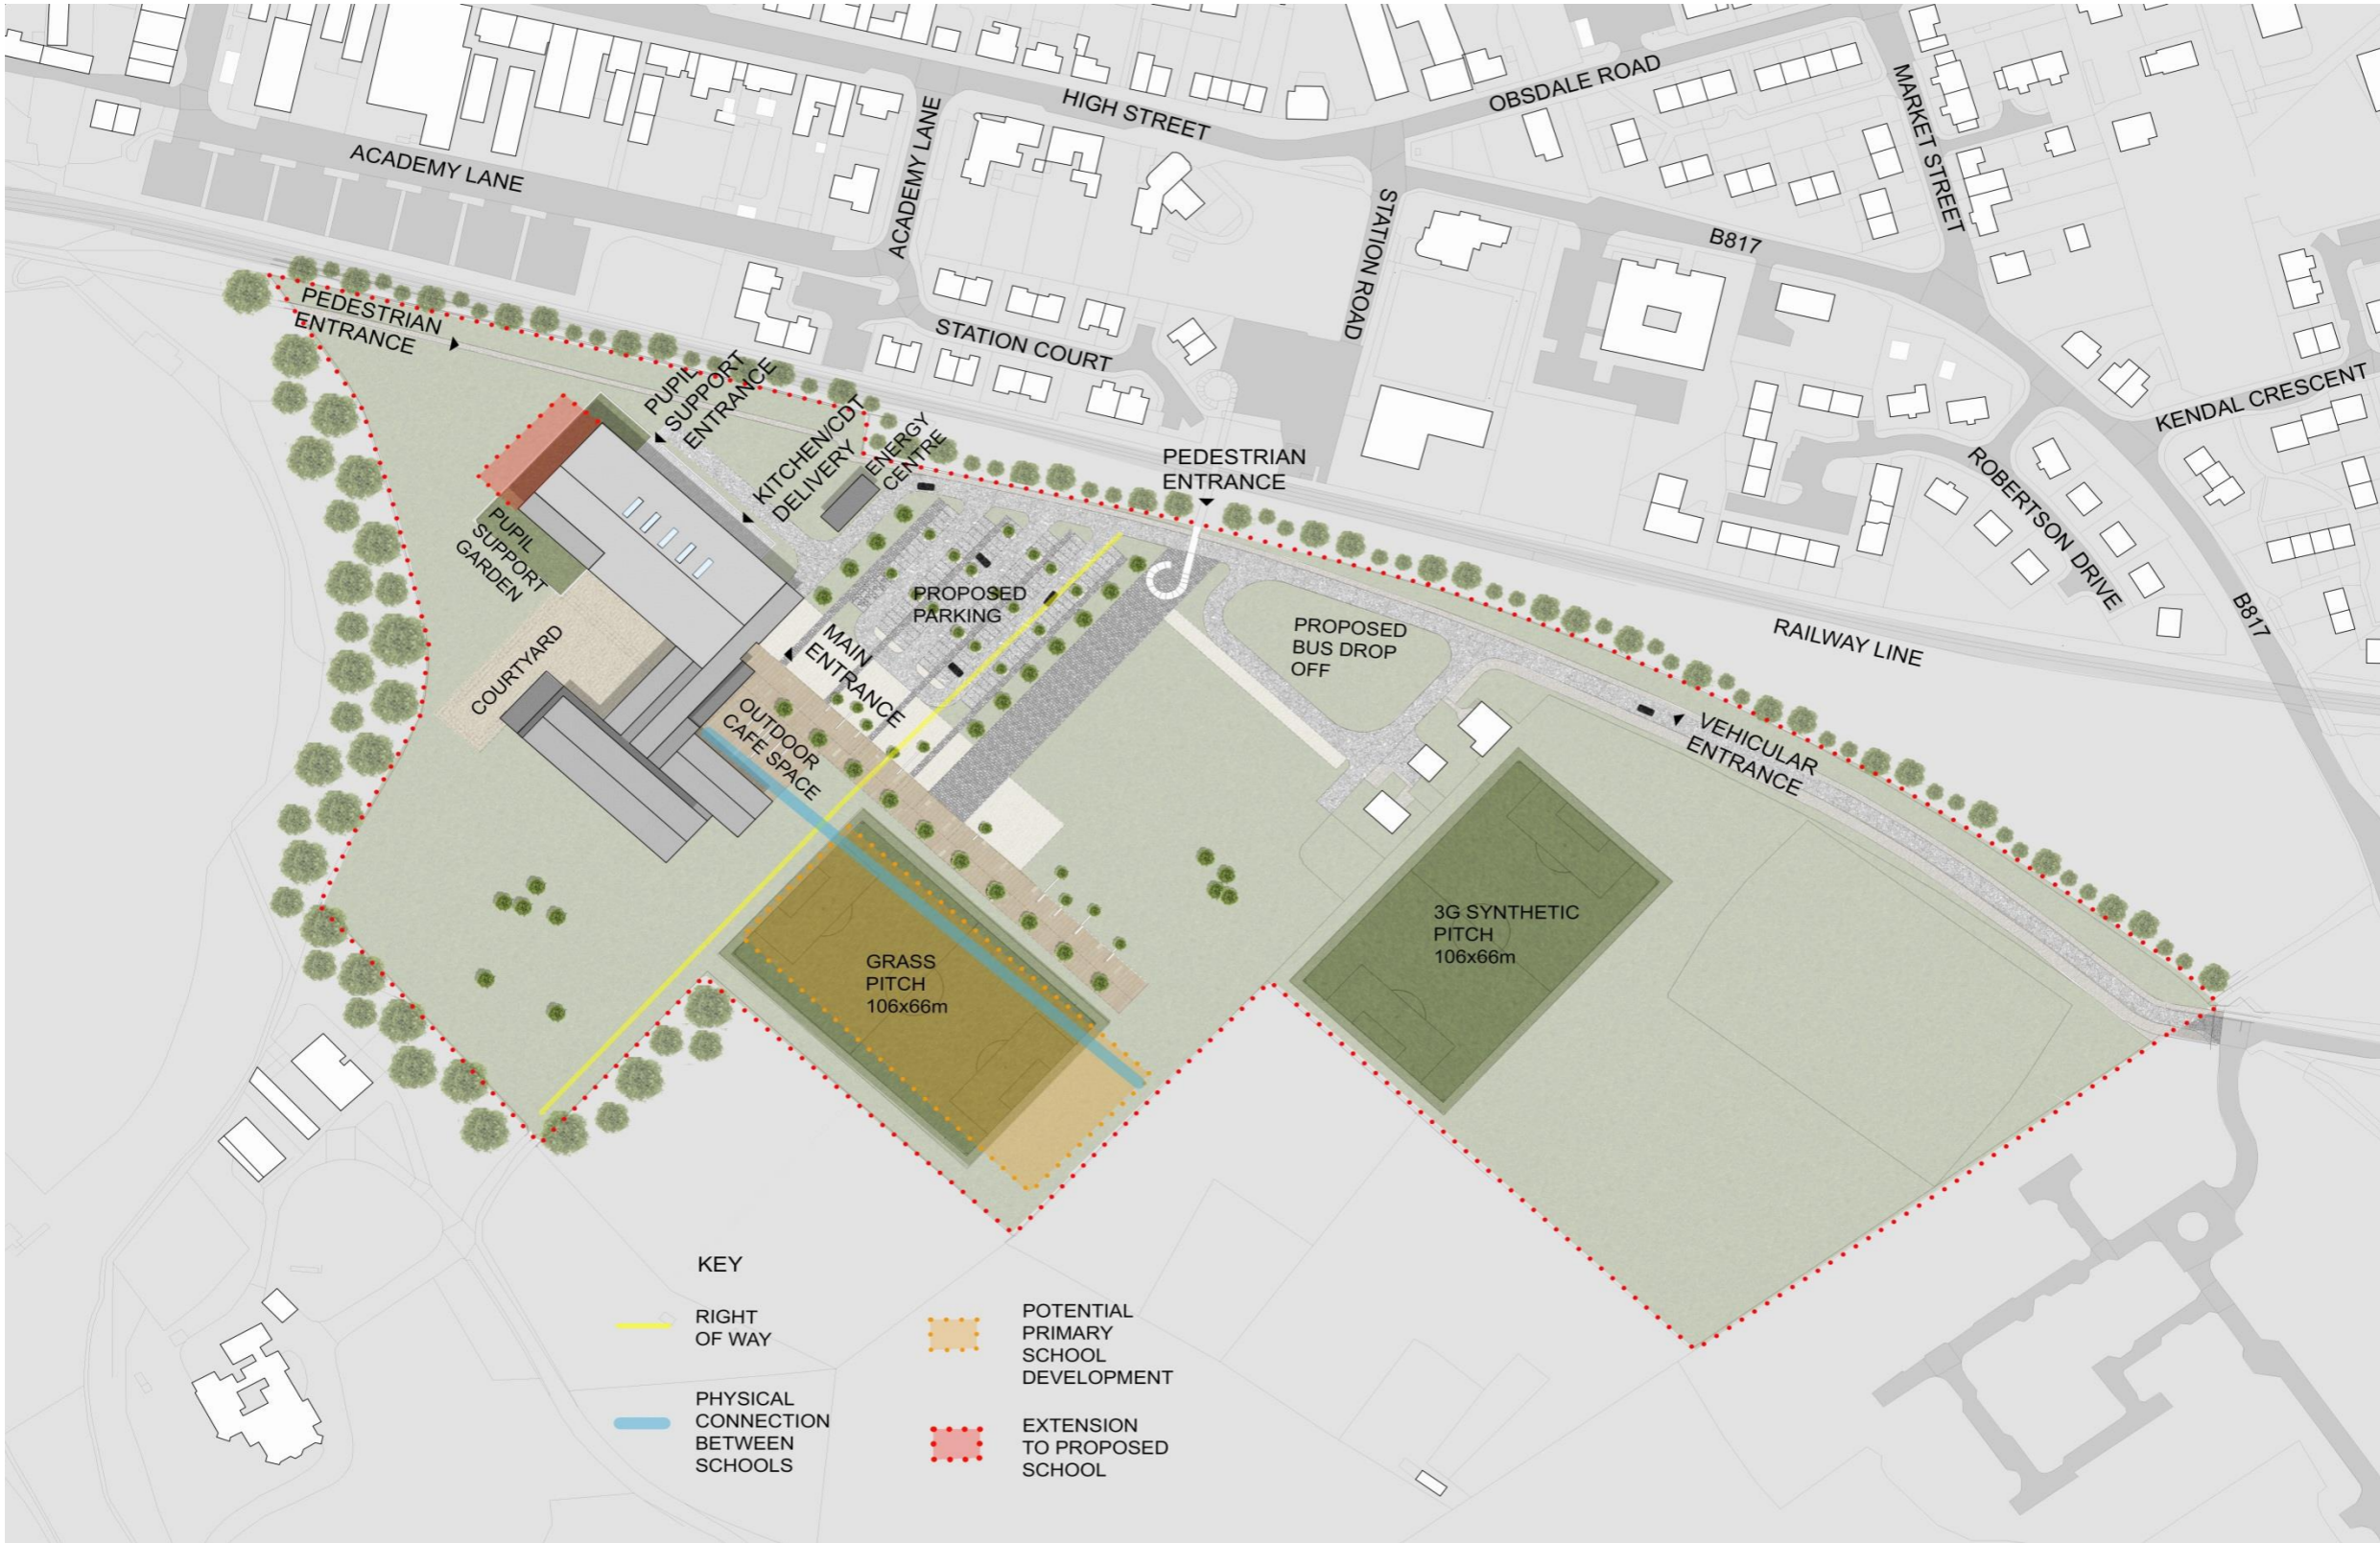 HIGH STREET
OBSDALE ROAD
MARKET STREET
ACADEMY LANE
ACADEMY LANE
STATION ROAD
B817
STATION COURT
KENDAL CRESCENT
ROBERTSON DRIVE
B817
RAILWAY LINE
PEDESTRIAN
ENTRANCE
PUPIL
SUPPORT
ENTRANCE
KITCHEN/CDT
DELIVERY
ENERGY
CENTRE
PEDESTRIAN
ENTRANCE
PUPIL
SUPPORT
GARDEN
COURTYARD
PROPOSED
PARKING
MAIN
ENTRANCE
PROPOSED
BUS DROP
OFF
OUTDOOR
CAFE SPACE
VEHICULAR
ENTRANCE
GRASS
PITCH
106x66m
3G SYNTHETIC
PITCH
106x66m
KEY
RIGHT
OF WAY
PHYSICAL
CONNECTION
BETWEEN
SCHOOLS
POTENTIAL
PRIMARY
SCHOOL
DEVELOPMENT
EXTENSION
TO PROPOSED
SCHOOL